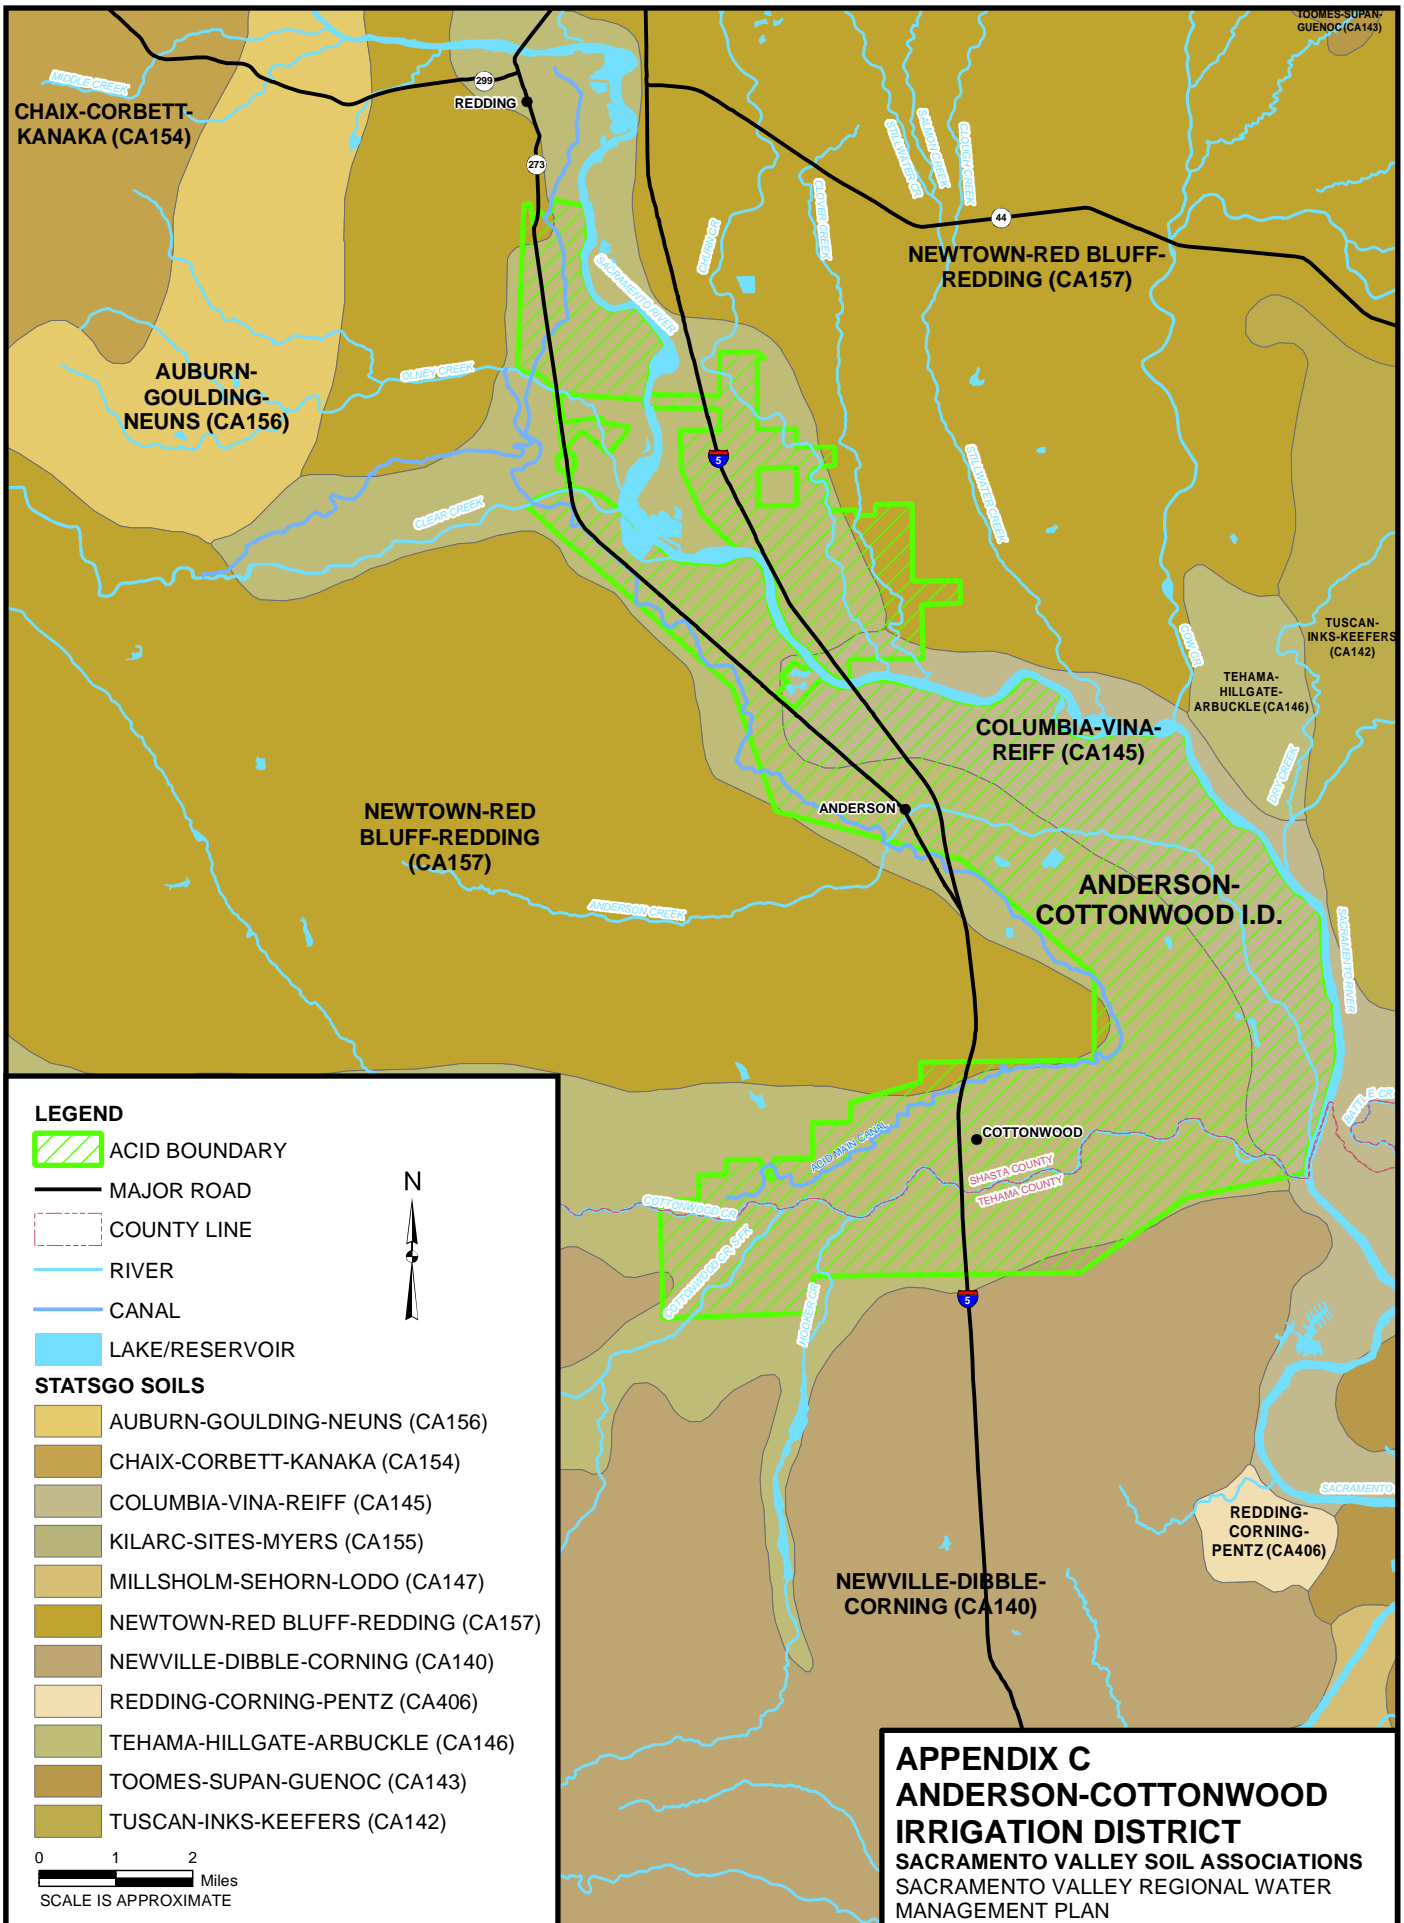 TOOMES-SUPAN-
GUENOC (CA143)
MIDDLE CREEK
299
REDDING
CHAIX-CORBETT-
KANAKA (CA154)
273
STILLWATER CR
SALMON CREEK
CLOUGH CREEK
CLOVER CREEK
CHURN CR
44
NEWTOWN-RED BLUFF-
REDDING (CA157)
SACRAMENTO RIVER
AUBURN-
GOULDING-
NEUNS (CA156)
OLNEY CREEK
5
STILLWATER CREEK
CLEAR CREEK
COW CR
TUSCAN-
INKS-KEEFERS
(CA142)
TEHAMA-
HILLGATE-
ARBUCKLE (CA146)
COLUMBIA-VINA-
REIFF (CA145)
DRY CREEK
ANDERSON
NEWTOWN-RED
BLUFF-REDDING
(CA157)
ANDERSON CREEK
ANDERSON-
COTTONWOOD I.D.
SACRAMENTO RIVER
BATTLE CR
COTTONWOOD
ACID MAIN CANAL
SHASTA COUNTY
TEHAMA COUNTY
COTTONWOOD CR
COTTONWOOD CR, S FK
HOOKER CR
5
SACRAMENTO
REDDING-
CORNING-
PENTZ (CA406)
NEWVILLE-DIBBLE-
CORNING (CA140)
LEGEND
ACID BOUNDARY
MAJOR ROAD
COUNTY LINE
RIVER
CANAL
LAKE/RESERVOIR
N
STATSGO SOILS
AUBURN-GOULDING-NEUNS (CA156)
CHAIX-CORBETT-KANAKA (CA154)
COLUMBIA-VINA-REIFF (CA145)
KILARC-SITES-MYERS (CA155)
MILLSHOLM-SEHORN-LODO (CA147)
NEWTOWN-RED BLUFF-REDDING (CA157)
NEWVILLE-DIBBLE-CORNING (CA140)
REDDING-CORNING-PENTZ (CA406)
TEHAMA-HILLGATE-ARBUCKLE (CA146)
TOOMES-SUPAN-GUENOC (CA143)
TUSCAN-INKS-KEEFERS (CA142)
0 1 2
Miles
SCALE IS APPROXIMATE
APPENDIX C
ANDERSON-COTTONWOOD
IRRIGATION DISTRICT
SACRAMENTO VALLEY SOIL ASSOCIATIONS
SACRAMENTO VALLEY REGIONAL WATER
MANAGEMENT PLAN